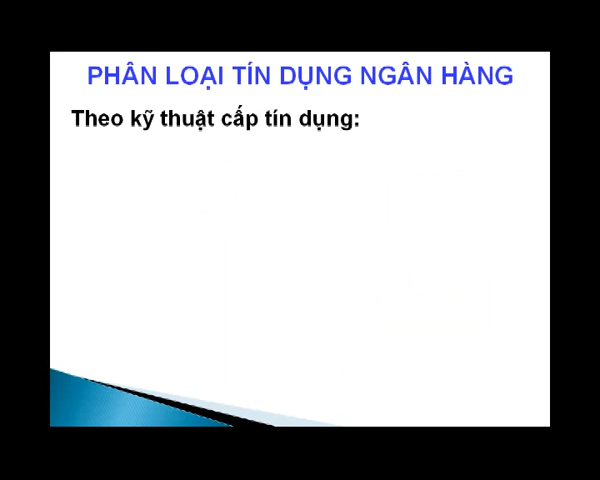 PHÂN LOẠI TÍN DỤNG NGÂN HÀNG
Theo kỹ thuật cấp tín dụng: